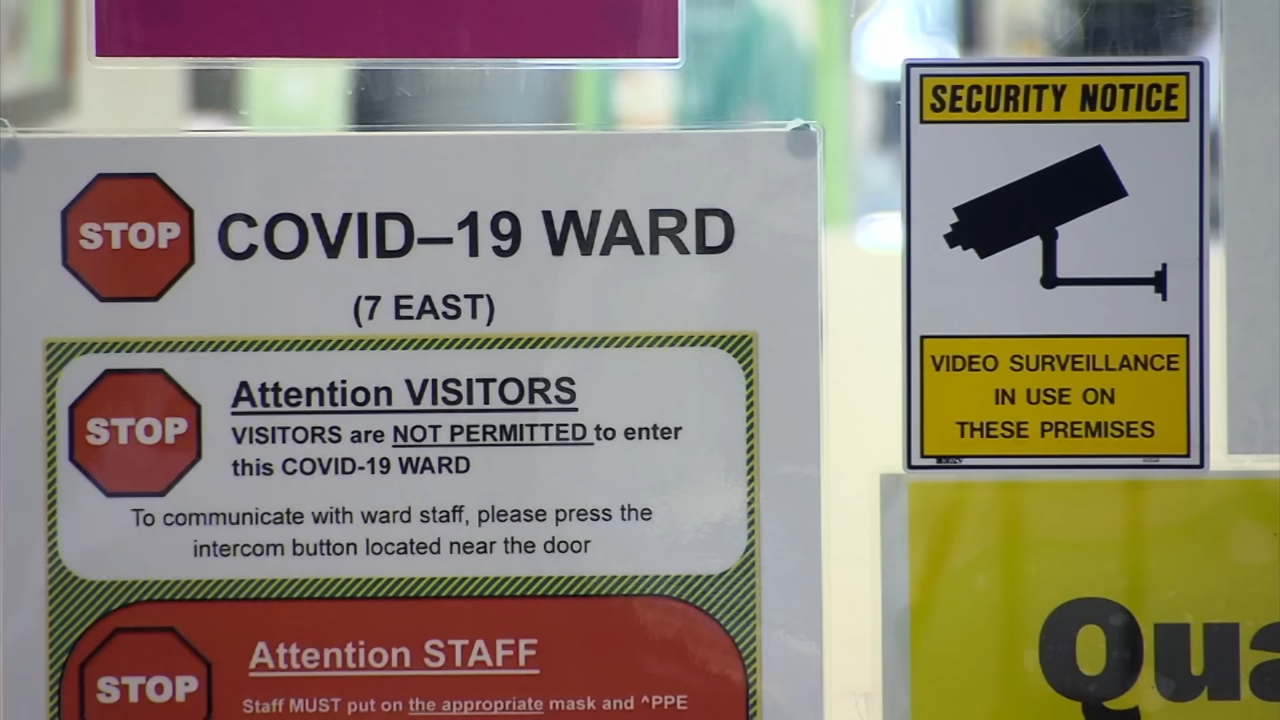 STOP
COVID–19 WARD
(7 EAST)
STOP
Attention VISITORS
VISITORS are NOT PERMITTED to enter
this COVID-19 WARD
To communicate with ward staff, please press the
intercom button located near the door
STOP
Attention STAFF
Staff MUST put on the appropriate mask and ^PPE
SECURITY NOTICE
VIDEO SURVEILLANCE
IN USE ON
THESE PREMISES
Qua